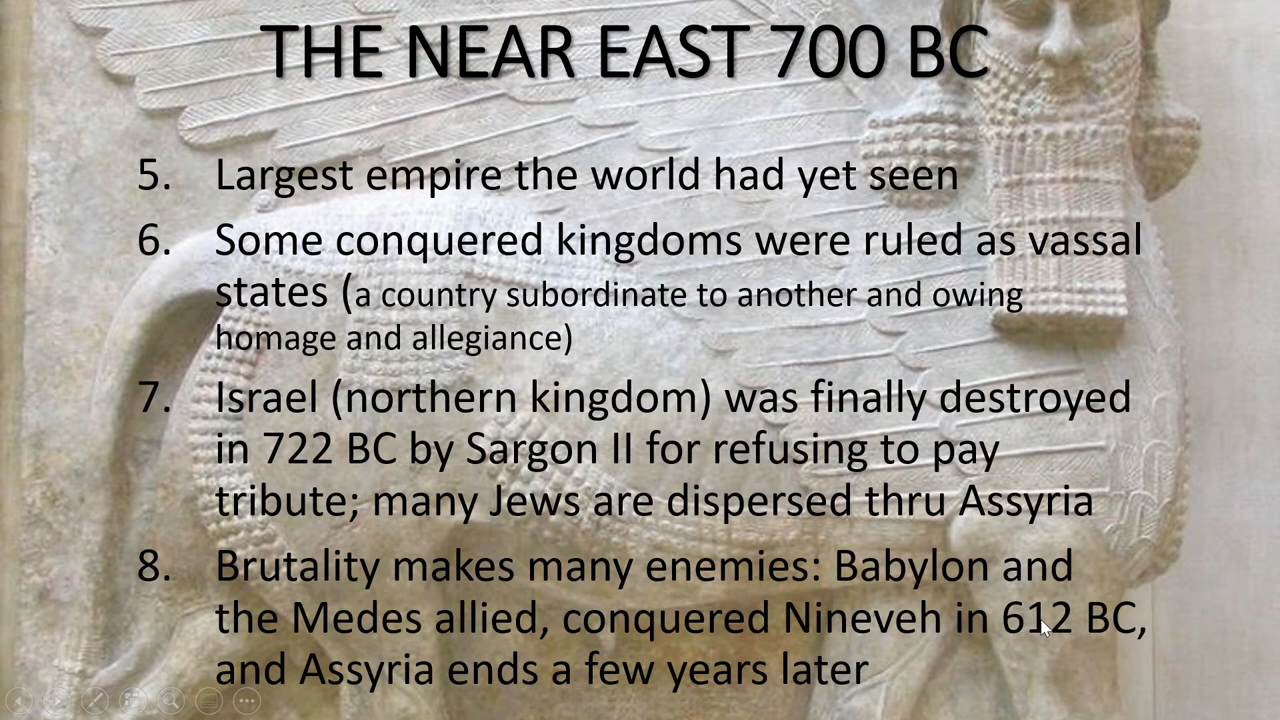 THE NEAR EAST 700 BC
5. Largest empire the world had yet seen
6. Some conquered kingdoms were ruled as vassal
states (a country subordinate to another and owing
homage and allegiance)
7. Israel (northern kingdom) was finally destroyed
in 722 BC by Sargon II for refusing to pay
tribute; many Jews are dispersed thru Assyria
8. Brutality makes many enemies: Babylon and
the Medes allied, conquered Nineveh in 612 BC,
and Assyria ends a few years later